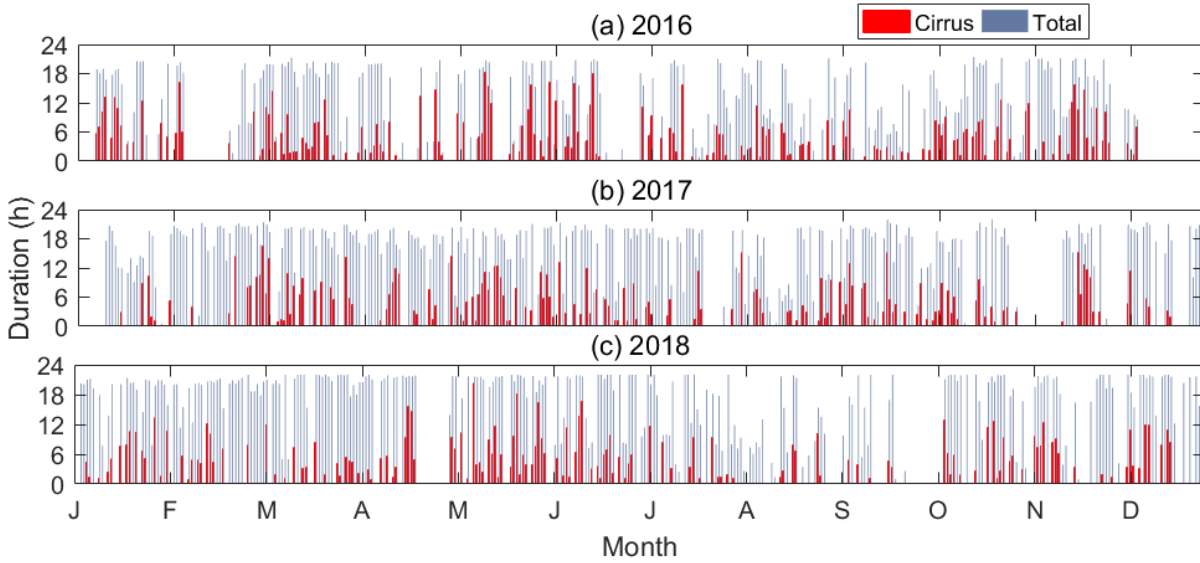 (a) 2016
Cirrus Total
24
18
12
6
0
J F M A M J J A S O N D
(b) 2017
24
18
12
6
0
J F M A M J J A S O N D
Duration (h)
(c) 2018
24
18
12
6
0
J F M A M J J A S O N D
Month